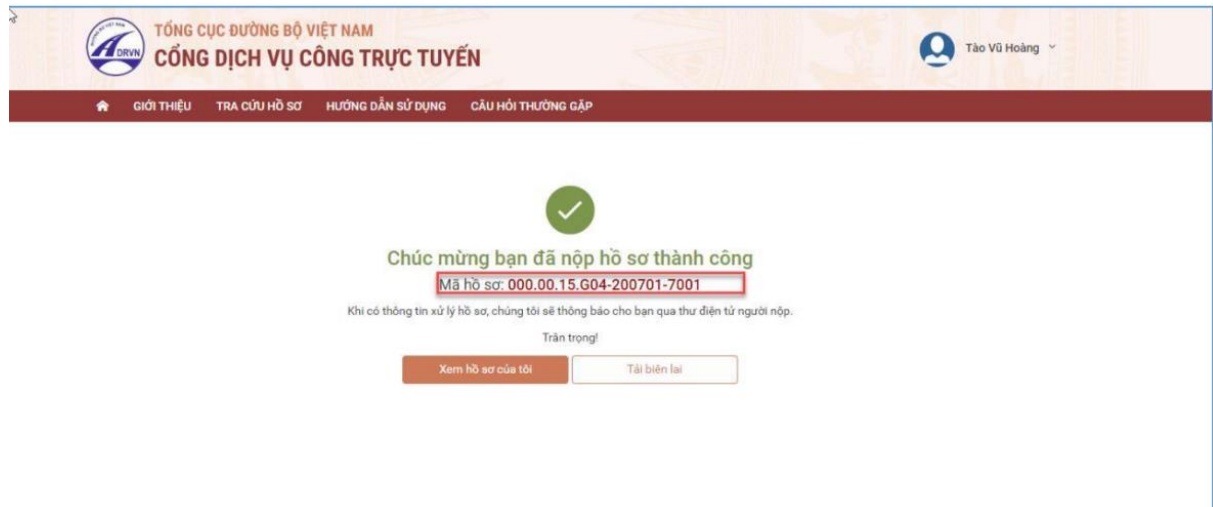 TỔNG CỤC ĐƯỜNG BỘ VIỆT NAM
CỔNG DỊCH VỤ CÔNG TRỰC TUYẾN
DRVN
Tào Vũ Hoàng
GIỚI THIỆU TRA CỨU HỒ SƠ HƯỚNG DẪN SỬ DỤNG CÂU HỎI THƯỜNG GẶP
Chúc mừng bạn đã nộp hồ sơ thành công
Mã hồ sơ: 000.00.15.G04-200701-7001
Khi có thông tin xử lý hồ sơ, chúng tôi sẽ thông báo cho bạn qua thư điện tử người nộp.
Trân trọng!
Xem hồ sơ của tôi Tải biên lai